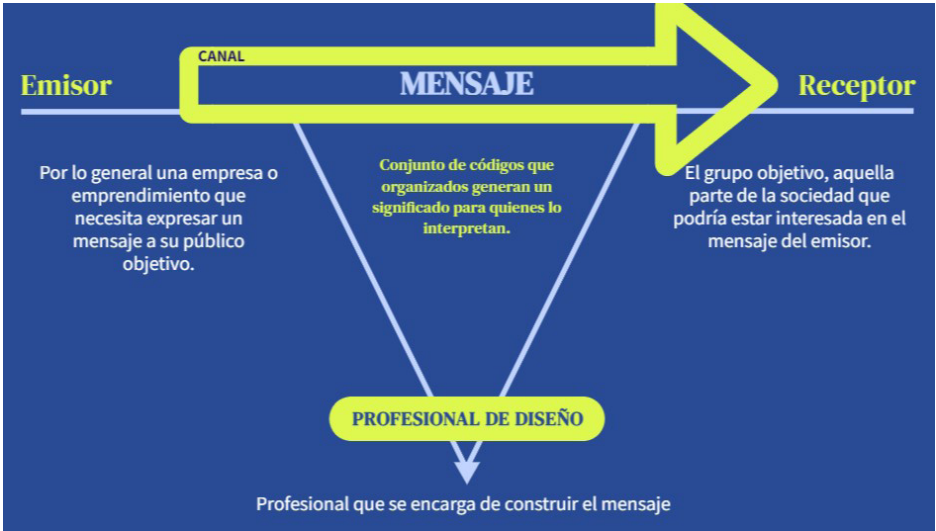 CANAL
Emisor
MENSAJE
Receptor
Por lo general una empresa o
emprendimiento que
necesita expresar un
mensaje a su público
objetivo.
Conjunto de códigos que
organizados generan un
significado para quienes lo
interpretan.
El grupo objetivo, aquella
parte de la sociedad que
podría estar interesada en el
mensaje del emisor.
PROFESIONAL DE DISEÑO
Profesional que se encarga de construir el mensaje